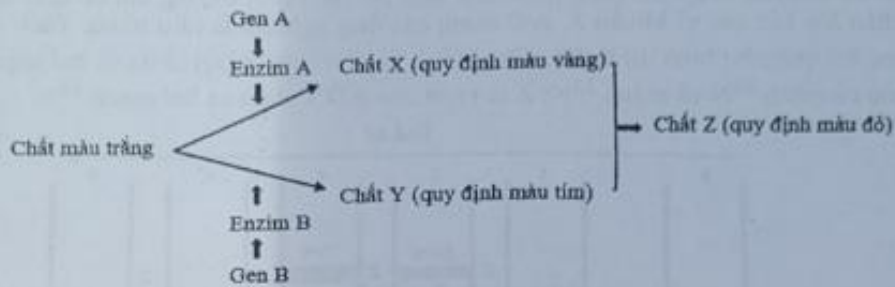 Gen A
Enzim A
Chất X (quy định màu vàng)
Chất màu trắng
Chất Z (quy định màu đỏ)
Chất Y (quy định màu tím)
Enzim B
Gen B